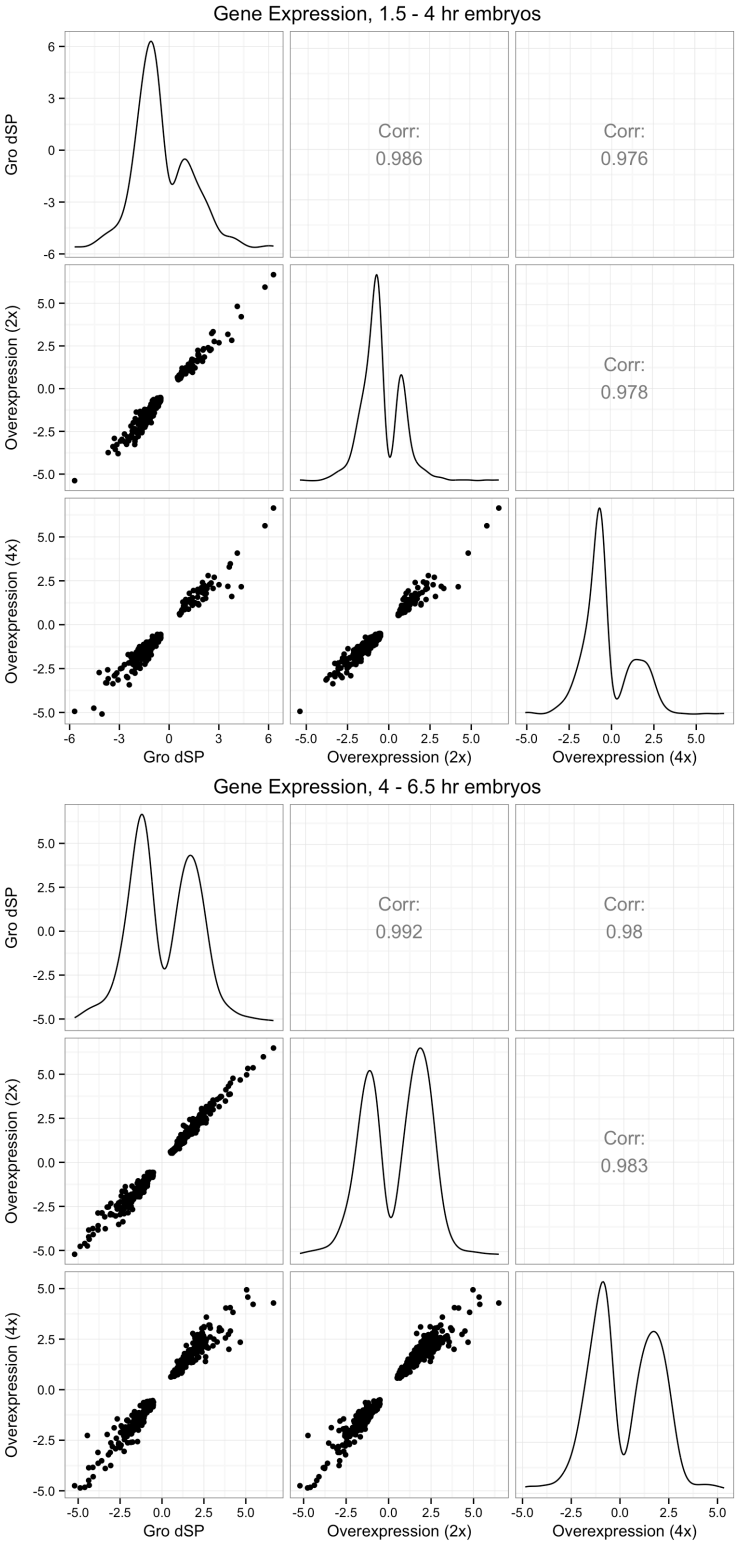 Gene Expression, 1.5 - 4 hr embryos
Gro dSP
6
3
0
-3
-6
Corr:
0.986
Corr:
0.976
Overexpression (2x)
5.0
2.5
0.0
-2.5
-5.0
Corr:
0.978
Overexpression (4x)
5.0
2.5
0.0
-2.5
-5.0
-6 -3 0 3 6
-5.0 -2.5 0.0 2.5 5.0
-5.0 -2.5 0.0 2.5 5.0
Gro dSP
Overexpression (2x)
Overexpression (4x)
Gene Expression, 4 - 6.5 hr embryos
Gro dSP
5.0
2.5
0.0
-2.5
-5.0
Corr:
0.992
Corr:
0.98
Overexpression (2x)
5.0
2.5
0.0
-2.5
-5.0
Corr:
0.983
Overexpression (4x)
5.0
2.5
0.0
-2.5
-5.0
-5.0 -2.5 0.0 2.5 5.0
-5.0 -2.5 0.0 2.5 5.0
-5.0 -2.5 0.0 2.5 5.0
Gro dSP
Overexpression (2x)
Overexpression (4x)